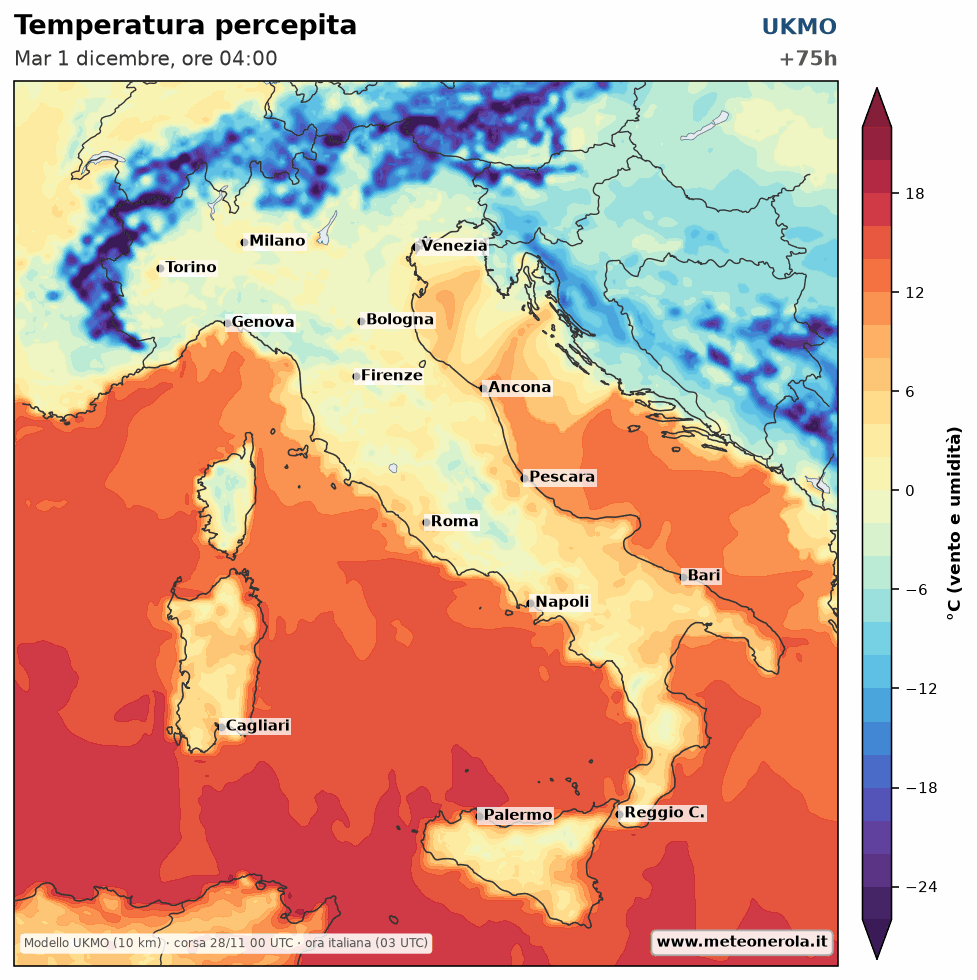 Temperatura percepita
UKMO
Mar 1 dicembre, ore 04:00
+75h
Milano
Venezia
Torino
Genova
Bologna
Firenze
Ancona
Pescara
Roma
Bari
Napoli
Cagliari
Palermo
Reggio C.
18
12
6
0
−6
−12
−18
−24
°C (vento e umidità)
Modello UKMO (10 km) · corsa 28/11 00 UTC · ora italiana (03 UTC)
www.meteonerola.it